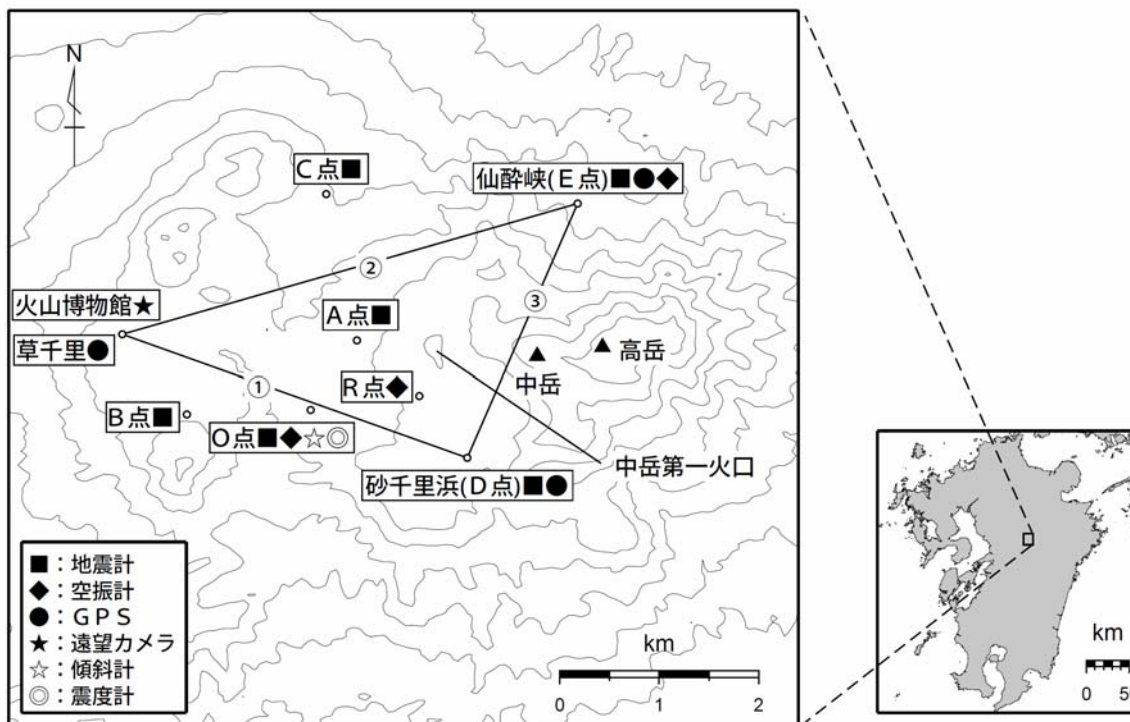 N
C点■
仙酔峡(E点)■●◆
②
③
火山博物館★
A点■
草千里●
高岳
中岳
①
R点◆
B点■
O点■◆☆◎
中岳第一火口
砂千里浜(D点)■●
■：地震計
◆：空振計
●：GPS
★：遠望カメラ
☆：傾斜計
◎：震度計
km
0 1 2
km
0 50